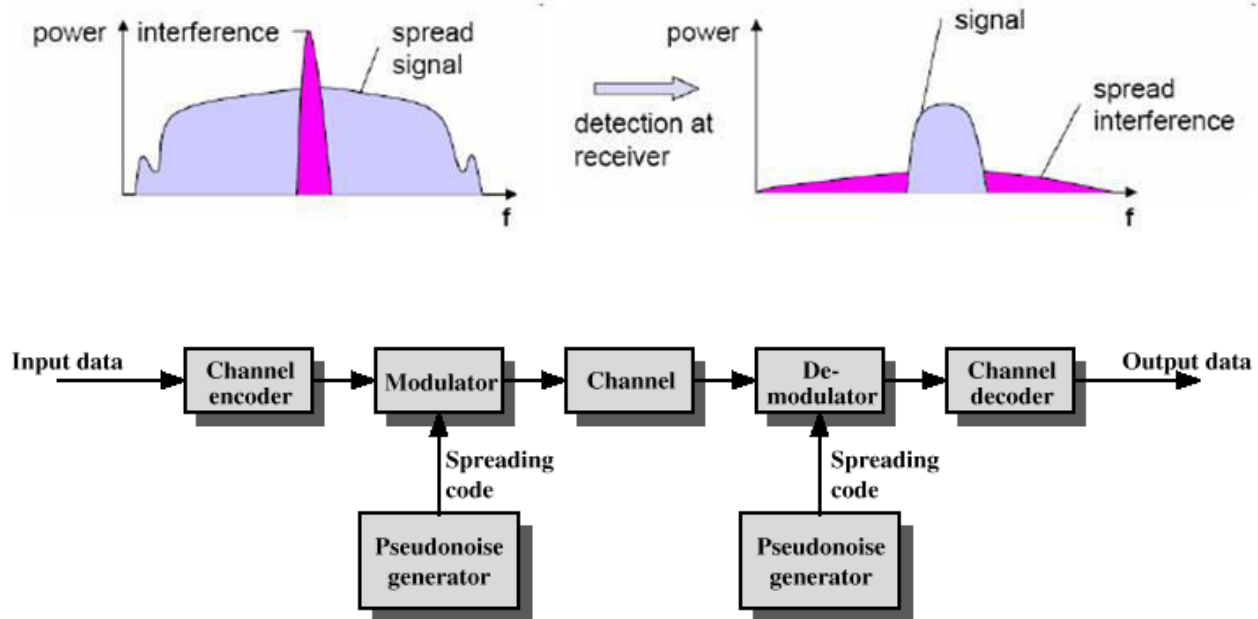 power
interference
spread
signal
f
detection at
receiver
power
signal
spread
interference
f
Input data
Channel
encoder
Modulator
Channel
De-
modulator
Channel
decoder
Output data
Spreading
code
Spreading
code
Pseudonoise
generator
Pseudonoise
generator